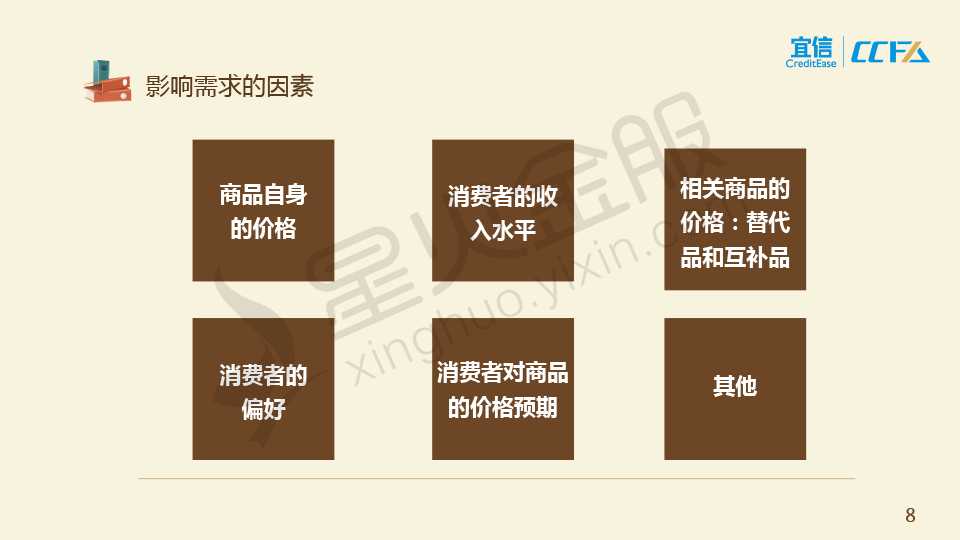 宜信
CreditEase
CCFA
影响需求的因素
商品自身
的价格
消费者的收
入水平
相关商品的
价格：替代
品和互补品
消费者的
偏好
消费者对商品
的价格预期
其他
星火金服
xinghuo.yixin.com
8